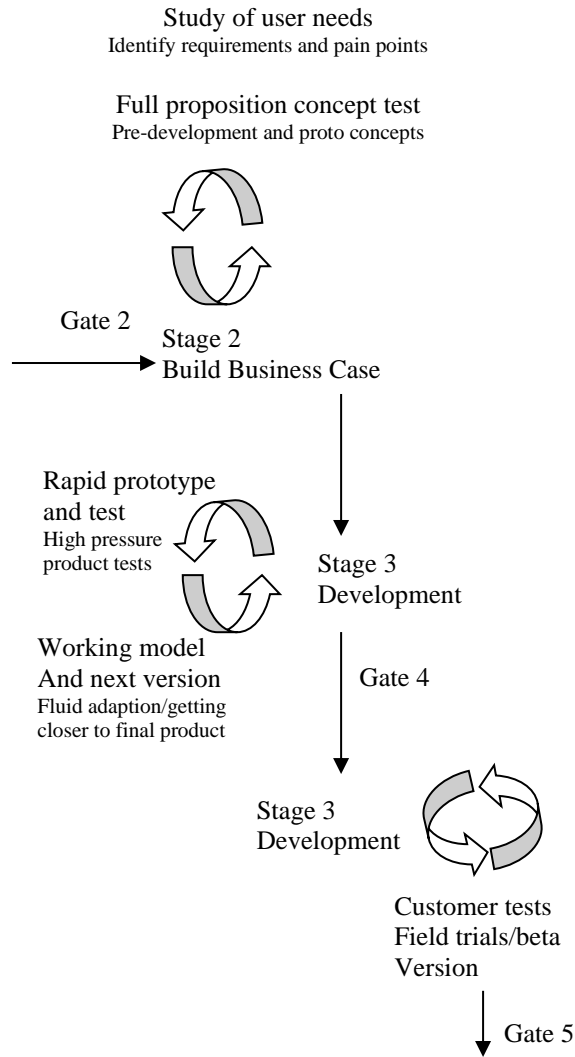 Study of user needs
Identify requirements and pain points
Full proposition concept test
Pre-development and proto concepts
Gate 2
Stage 2
Build Business Case
Rapid prototype
and test
High pressure
product tests
Stage 3
Development
Working model
And next version
Fluid adaption/getting
closer to final product
Gate 4
Stage 3
Development
Customer tests
Field trials/beta
Version
Gate 5